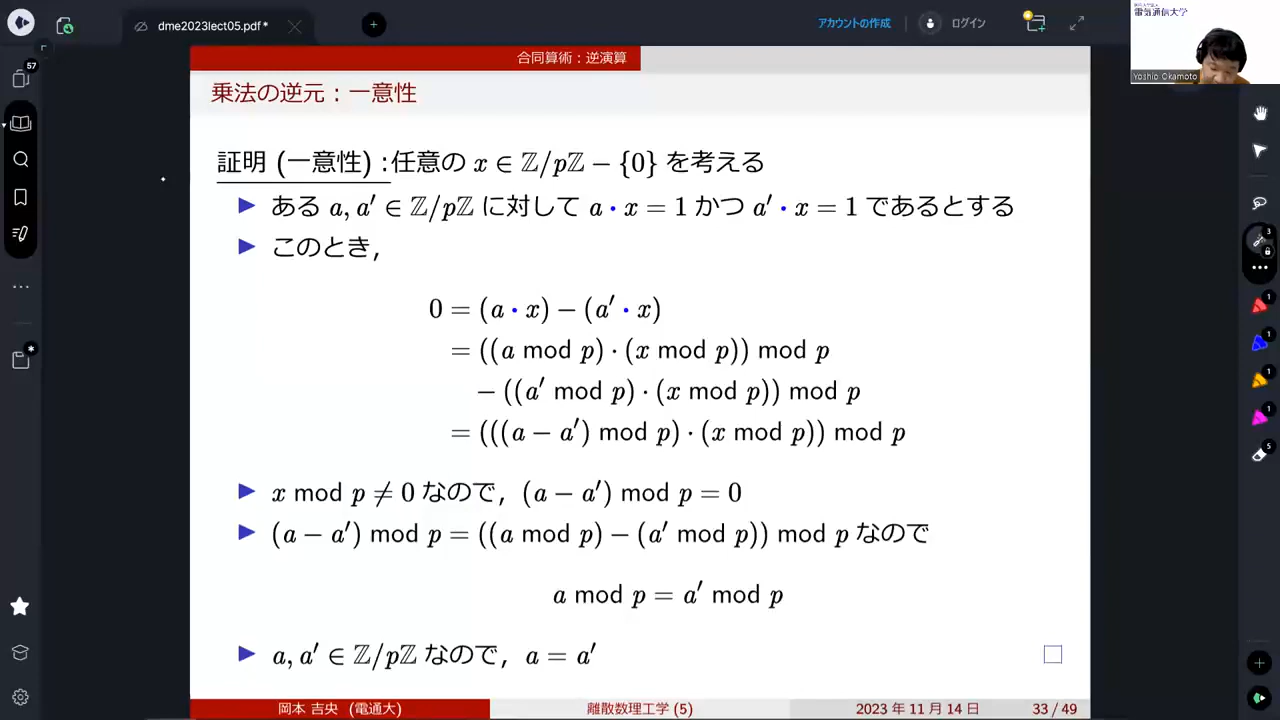 dme2023lect05.pdf*
アカウントの作成
ログイン
電気通信大学
Yoshio Okamoto
57
合同算術：逆演算
乗法の逆元：一意性
証明 (一意性) :任意の x ∈ ℤ/pℤ − {0} を考える
▶ ある a, a′ ∈ ℤ/pℤ に対して a • x = 1 かつ a′ • x = 1 であるとする
▶ このとき,
0 = (a • x) − (a′ • x)
= ((a mod p) · (x mod p)) mod p
− ((a′ mod p) · (x mod p)) mod p
= (((a − a′) mod p) · (x mod p)) mod p
▶ x mod p ≠ 0 なので, (a − a′) mod p = 0
▶ (a − a′) mod p = ((a mod p) − (a′ mod p)) mod p なので
a mod p = a′ mod p
▶ a, a′ ∈ ℤ/pℤ なので, a = a′ □
岡本 吉央 (電通大)
離散数理工学 (5)
2023 年 11 月 14 日
33 / 49
3
1
1
1
1
5